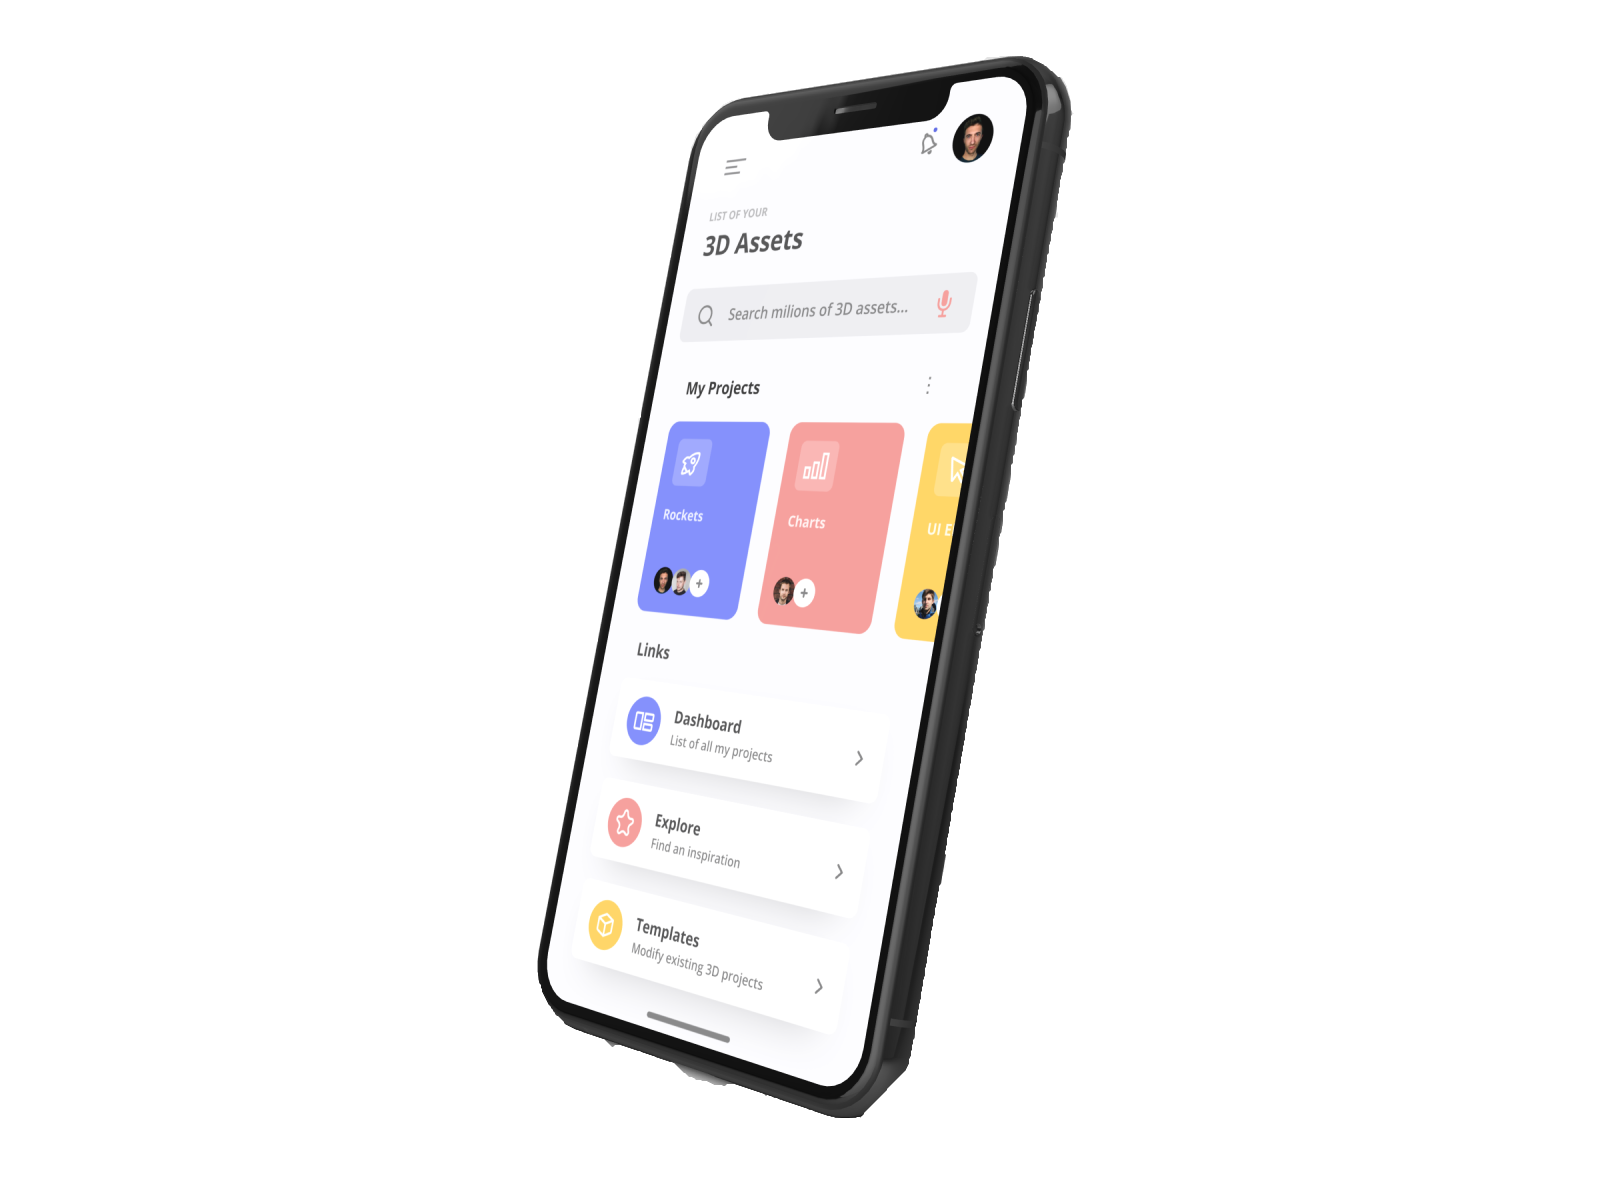 LIST OF YOUR
3D Assets
Search milions of 3D assets...
My Projects
Rockets
Charts
UI E
Links
Dashboard
List of all my projects
Explore
Find an inspiration
Templates
Modify existing 3D projects